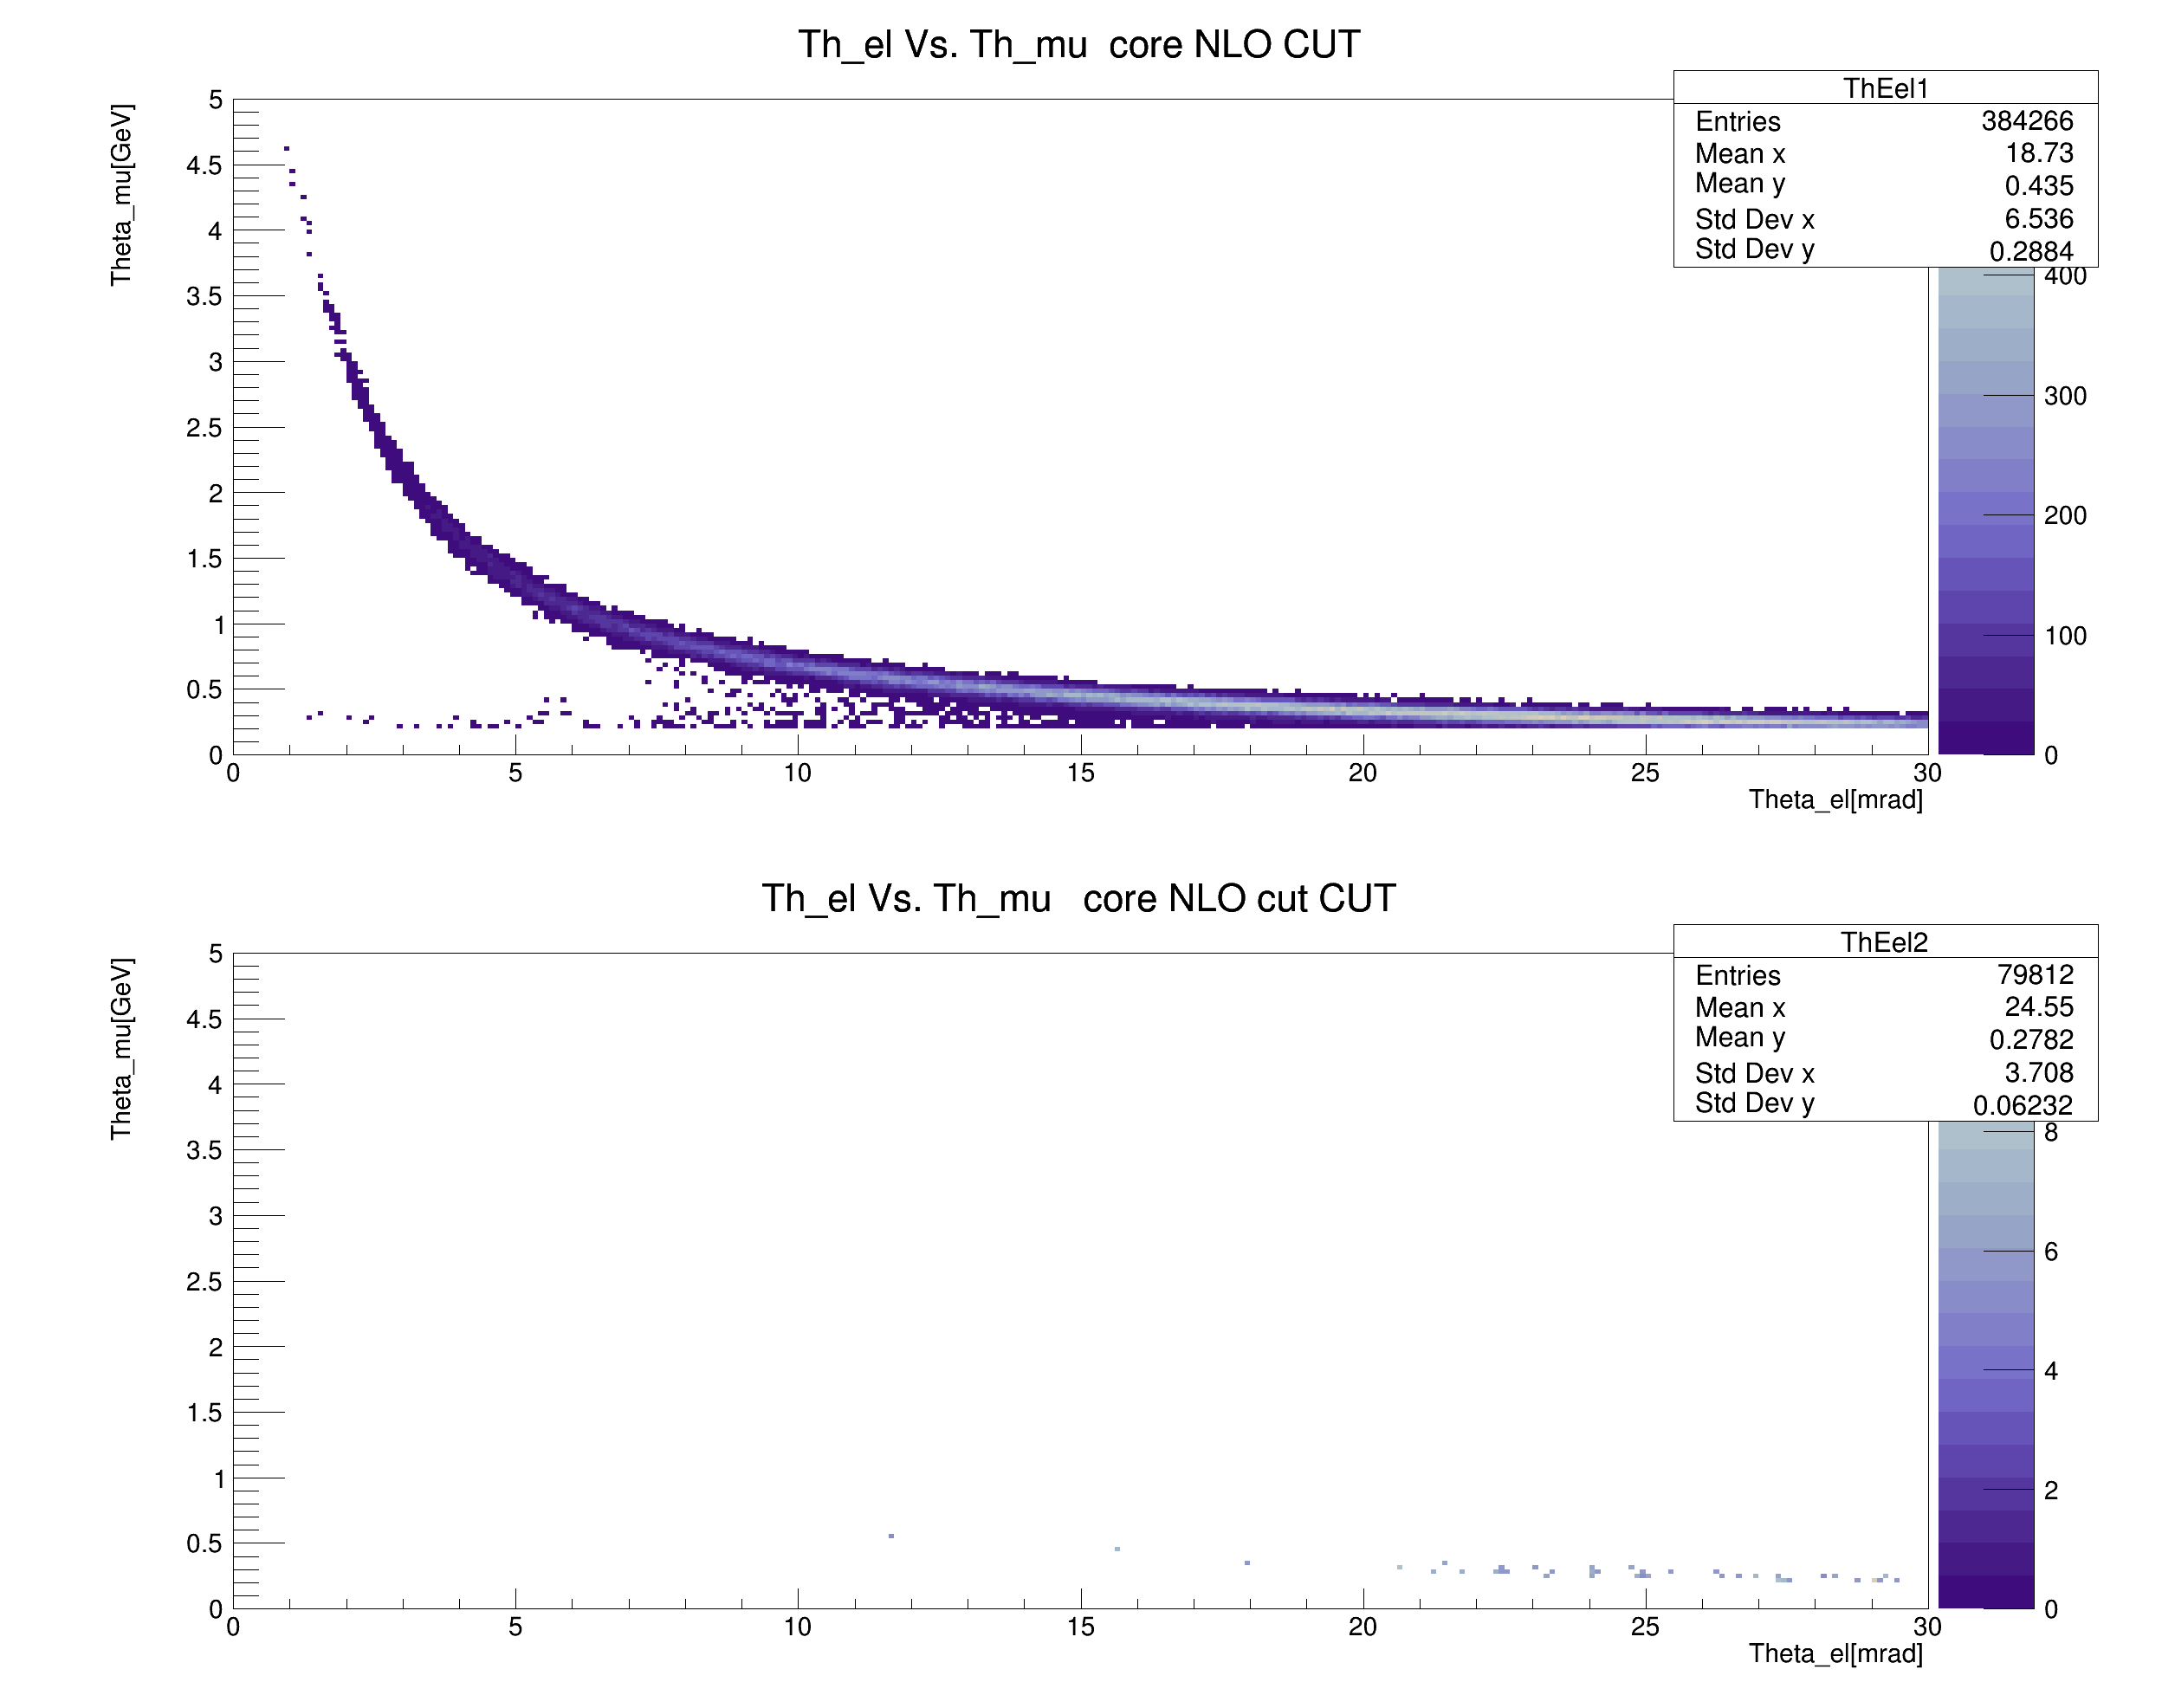 Th_el Vs. Th_mu  core NLO CUT
ThEel1
Entries 384266
Mean x 18.73
Mean y 0.435
Std Dev x 6.536
Std Dev y 0.2884
Theta_mu[GeV]
5
4.5
4
3.5
3
2.5
2
1.5
1
0.5
0
400
300
200
100
0
0 5 10 15 20 25 30
Theta_el[mrad]
Th_el Vs. Th_mu   core NLO cut CUT
ThEel2
Entries 79812
Mean x 24.55
Mean y 0.2782
Std Dev x 3.708
Std Dev y 0.06232
Theta_mu[GeV]
5
4.5
4
3.5
3
2.5
2
1.5
1
0.5
0
8
6
4
2
0
0 5 10 15 20 25 30
Theta_el[mrad]